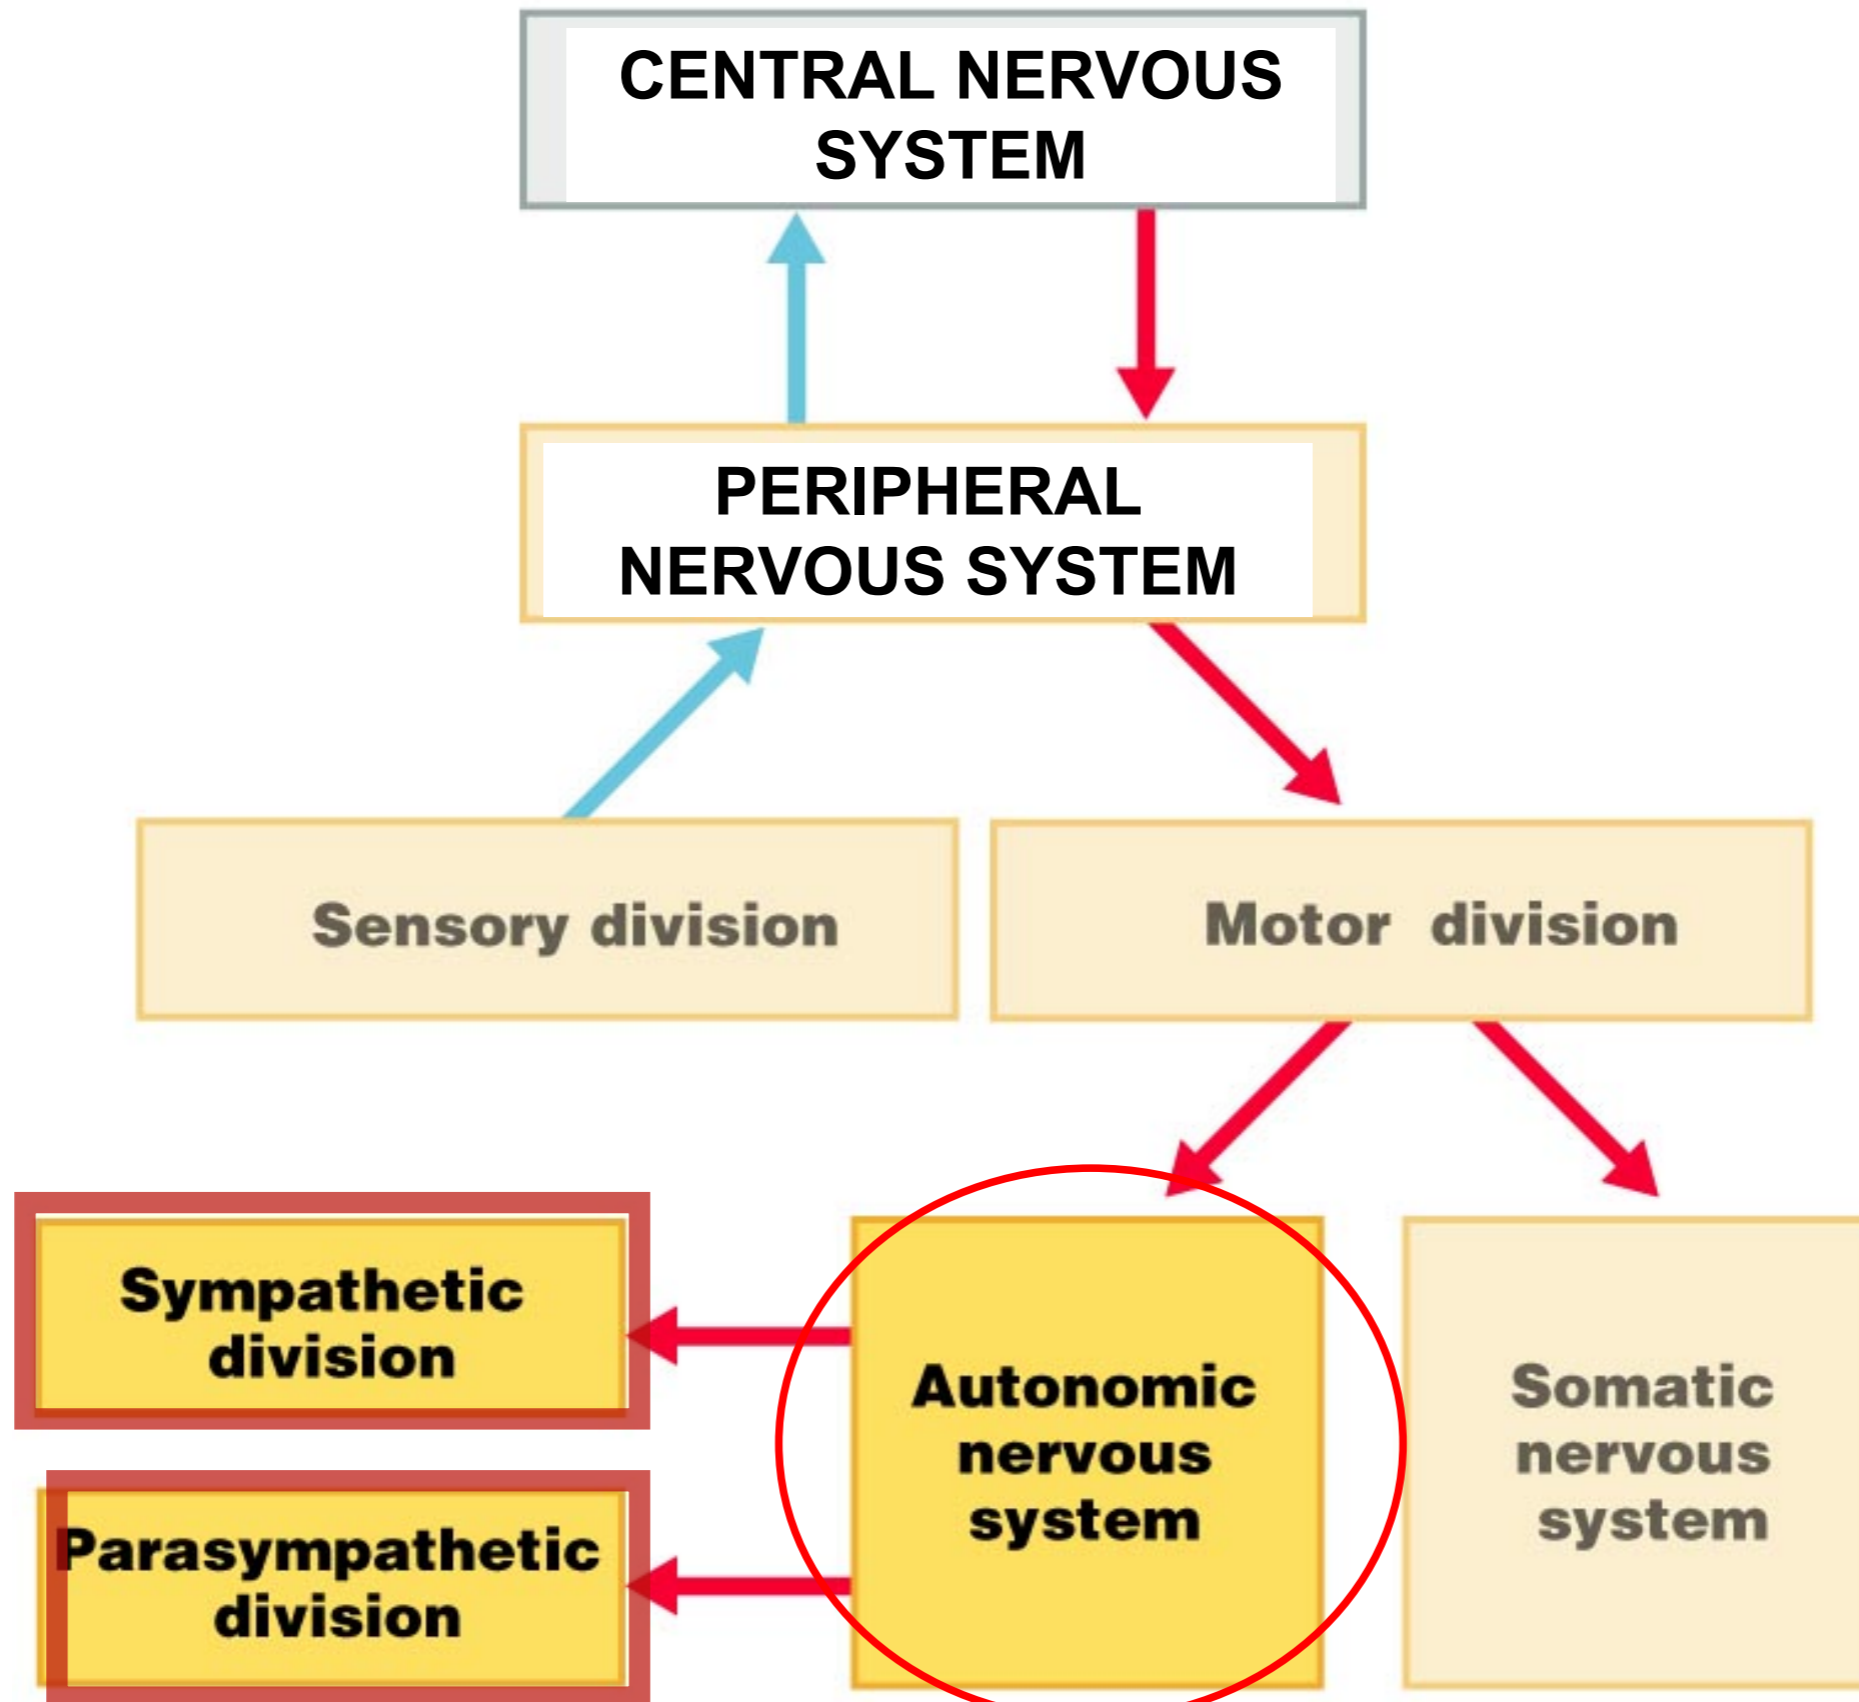 CENTRAL NERVOUS
SYSTEM
PERIPHERAL
NERVOUS SYSTEM
Sensory division
Motor division
Sympathetic
division
Parasympathetic
division
Autonomic
nervous
system
Somatic
nervous
system